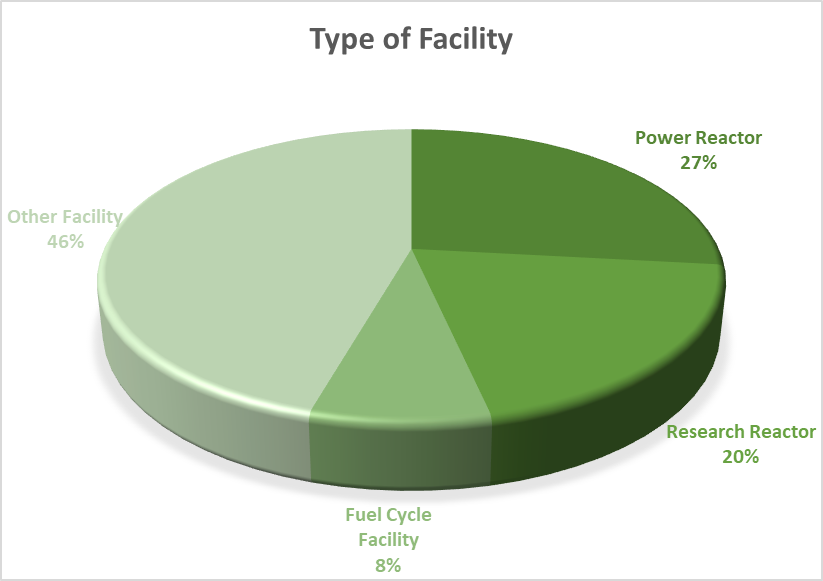 Type of Facility
Power Reactor
27%
Other Facility
46%
Research Reactor
20%
Fuel Cycle
Facility
8%